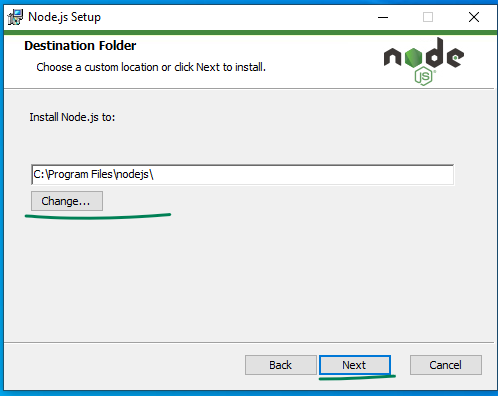 Node.js Setup
Destination Folder
Choose a custom location or click Next to install.
node
JS
Install Node.js to:
C:\Program Files\nodejs\
Change...
Back
Next
Cancel